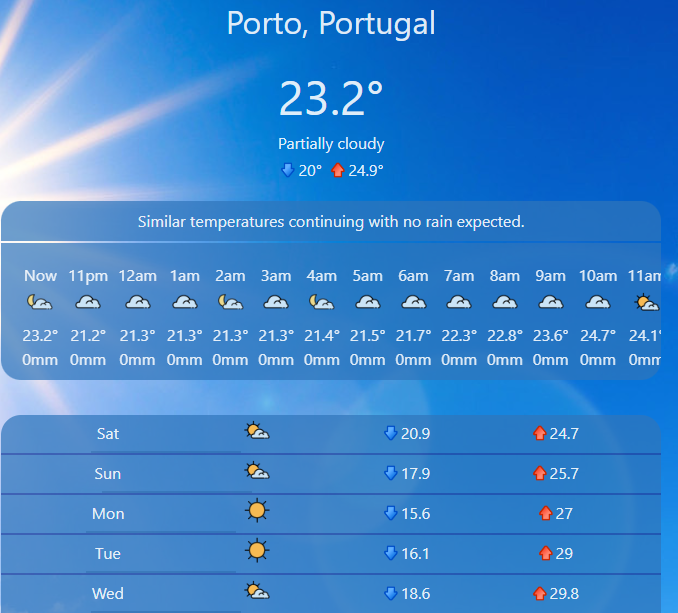 Porto, Portugal
23.2°
Partially cloudy
20° 24.9°
Similar temperatures continuing with no rain expected.
Now 11pm 12am 1am 2am 3am 4am 5am 6am 7am 8am 9am 10am 11am
23.2° 21.2° 21.3° 21.3° 21.3° 21.3° 21.4° 21.5° 21.7° 22.3° 22.8° 23.6° 24.7° 24.1°
0mm 0mm 0mm 0mm 0mm 0mm 0mm 0mm 0mm 0mm 0mm 0mm 0mm 0mm
Sat 20.9 24.7
Sun 17.9 25.7
Mon 15.6 27
Tue 16.1 29
Wed 18.6 29.8